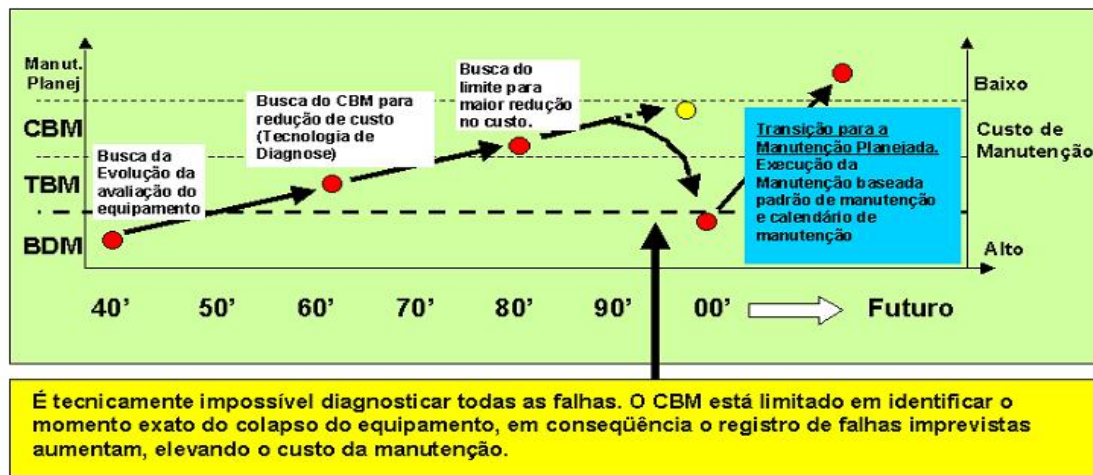 Manut.
Planej
CBM
TBM
BDM
Busca da
Evolução da
avaliação do
equipamento
Busca do CBM para
redução de custo
(Tecnologia de
Diagnose)
Busca do
limite para
maior redução
no custo.
Transição para a
Manutenção Planejada.
Execução da
Manutenção baseada
padrão de manutenção
e calendário de
manutenção
Baixo
Custo de
Manutenção
Alto
40’ 50’ 60’ 70’ 80’ 90’ 00’ Futuro
É tecnicamente impossível diagnosticar todas as falhas. O CBM está limitado em identificar o
momento exato do colapso do equipamento, em conseqüência o registro de falhas imprevistas
aumentam, elevando o custo da manutenção.